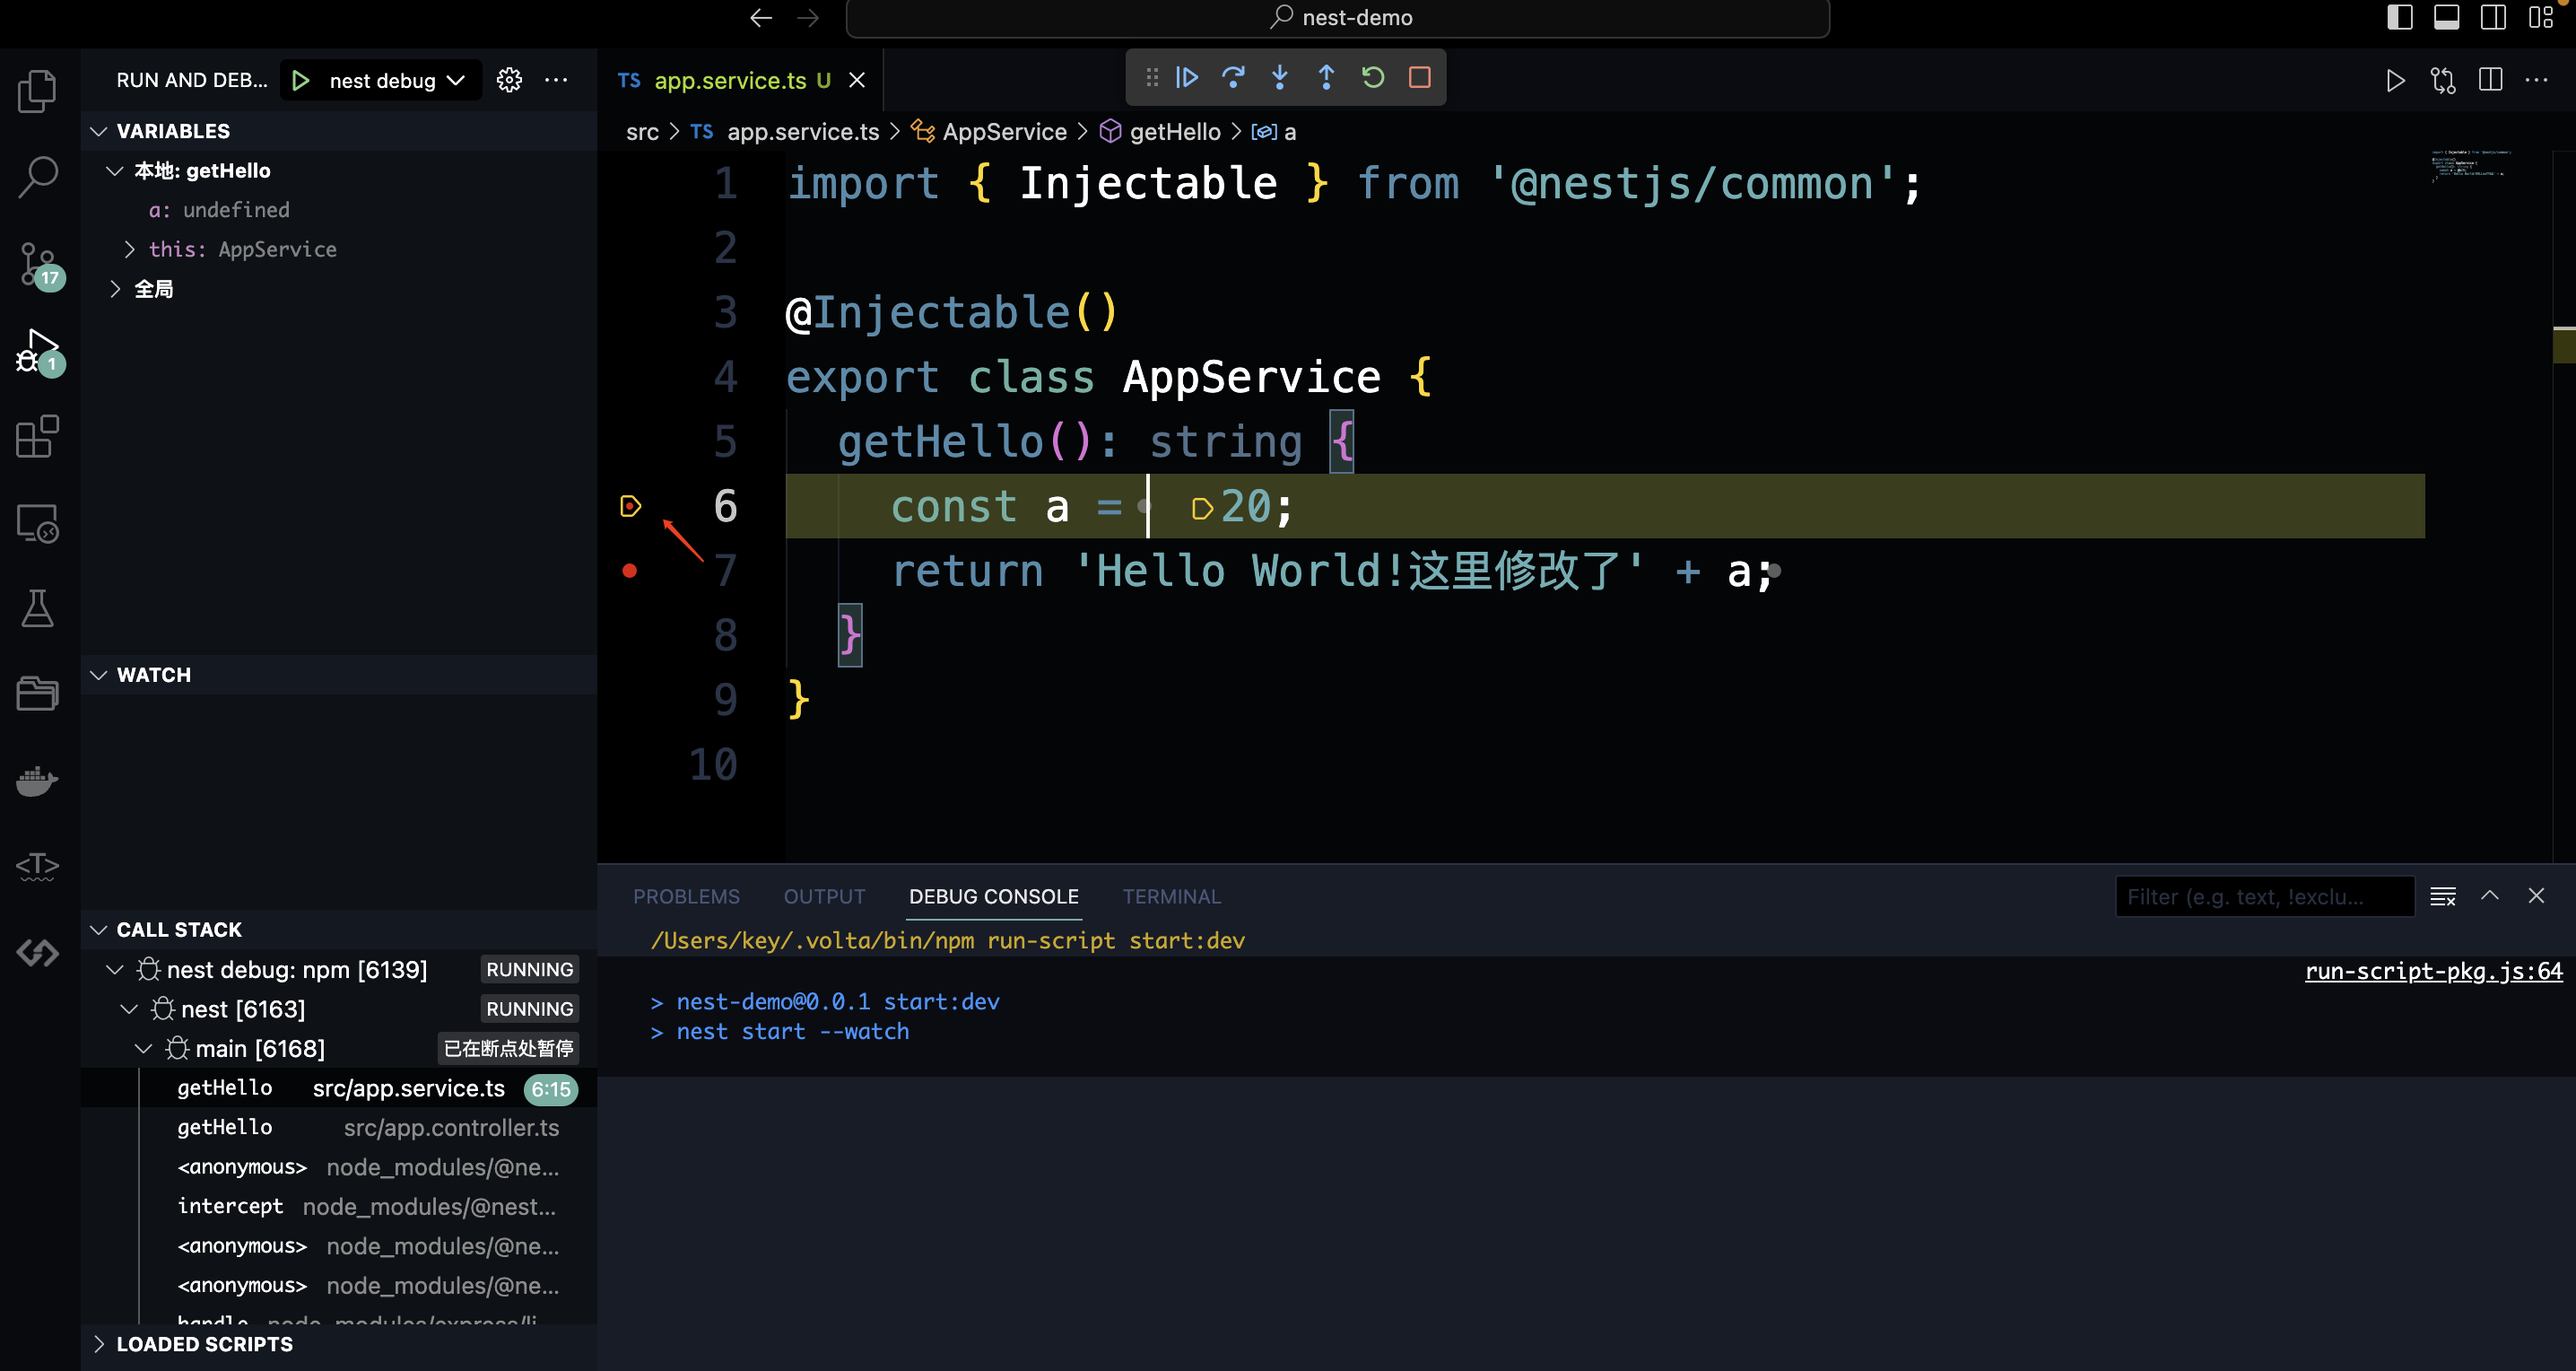 nest-demo
RUN AND DEB...
nest debug
TS app.service.ts U
VARIABLES
本地: getHello
a: undefined
this: AppService
全局
17
1
WATCH
CALL STACK
nest debug: npm [6139] RUNNING
nest [6163] RUNNING
main [6168] 已在断点处暂停
getHello src/app.service.ts 6:15
getHello src/app.controller.ts
<anonymous> node_modules/@ne...
intercept node_modules/@nest...
<anonymous> node_modules/@ne...
<anonymous> node_modules/@ne...
handle node_modules/express/li...
LOADED SCRIPTS
<T>
src > TS app.service.ts > AppService > getHello > a
1 import { Injectable } from '@nestjs/common';
2
3 @Injectable()
4 export class AppService {
5 getHello(): string {
6 const a = 20;
7 return 'Hello World!这里修改了' + a;
8 }
9 }
10
PROBLEMS OUTPUT DEBUG CONSOLE TERMINAL
Filter (e.g. text, !exclu...
/Users/key/.volta/bin/npm run-script start:dev
run-script-pkg.js:64
> nest-demo@0.0.1 start:dev
> nest start --watch